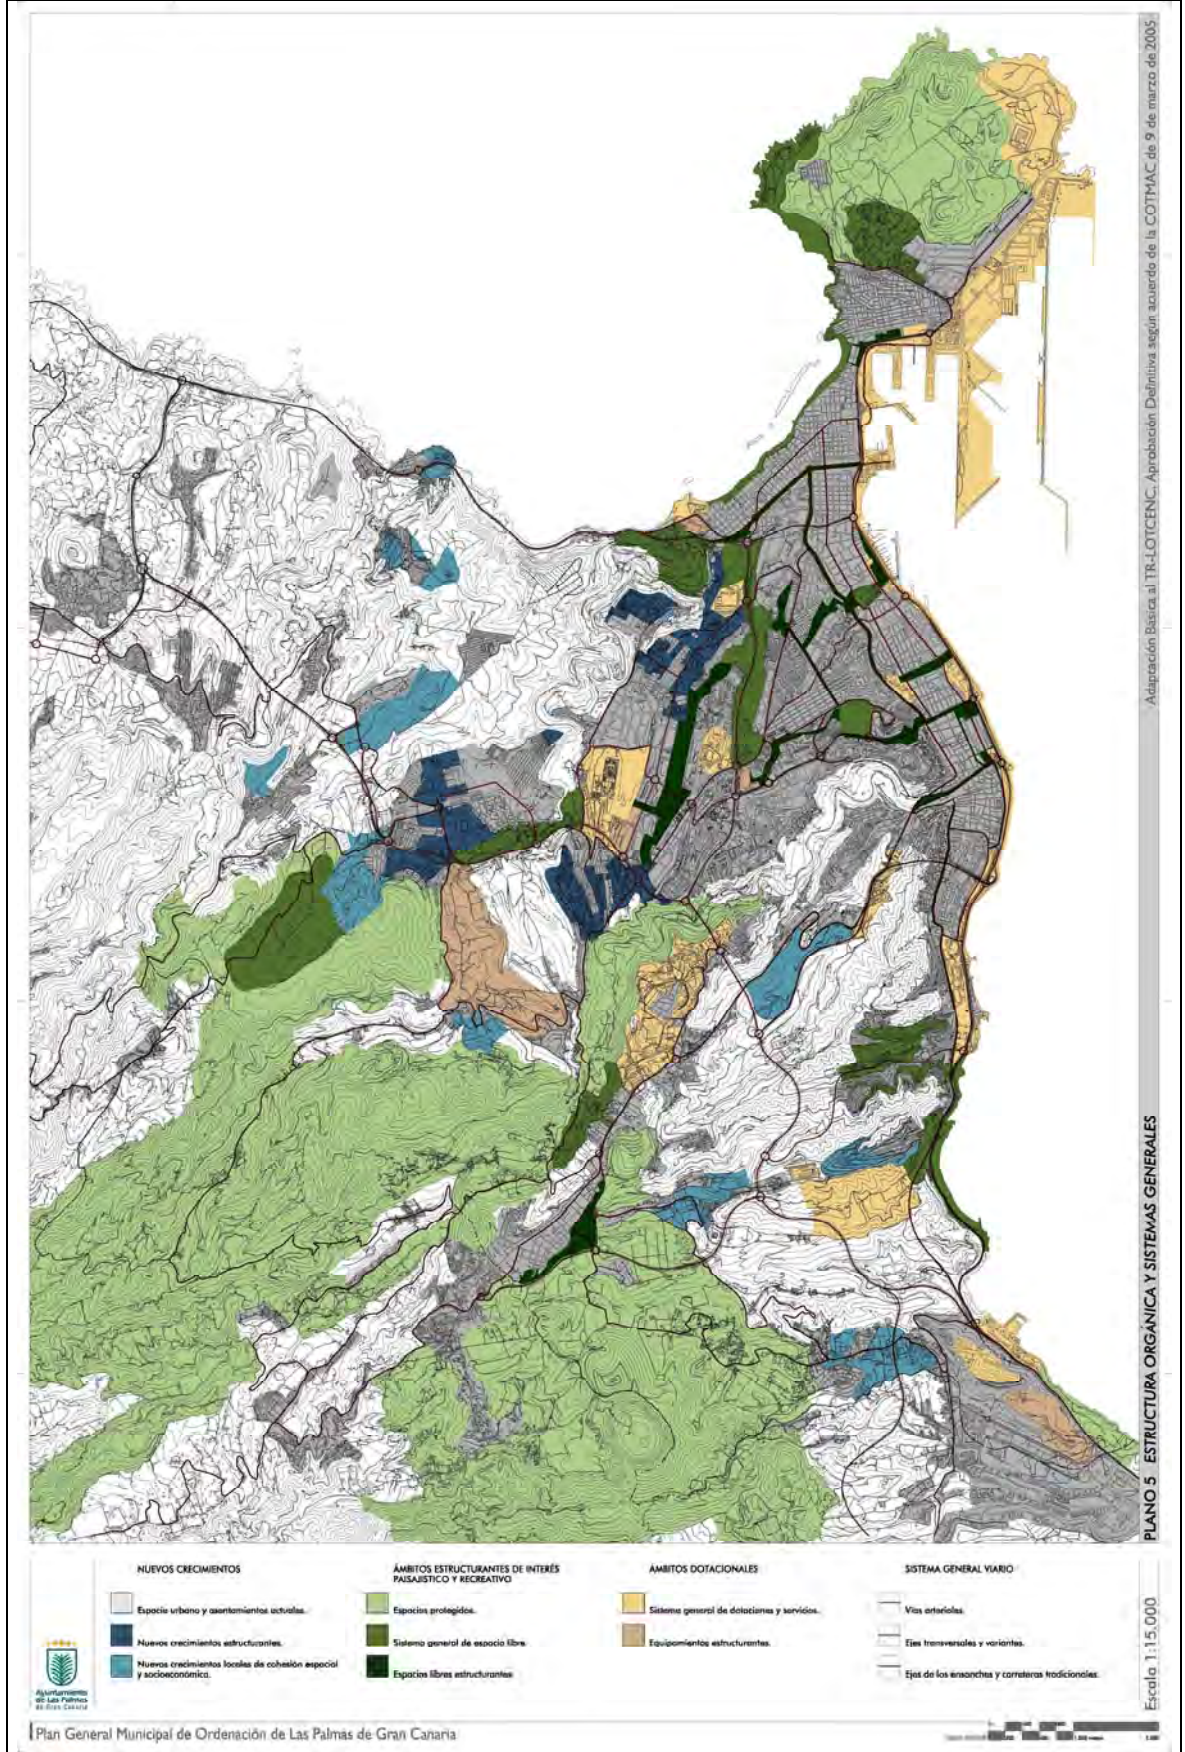 Adaptación Basica al TR-LOTCENC, Aprobación Definitiva según acuerdo de la COTMAC de 9 de marzo de 2005
PLANO 5 ESTRUCTURA ORGANICA Y SISTEMAS GENERALES
NUEVOS CRECIMIENTOS
Espacio urbano y asentamientos actuales.
Nuevos crecimientos estructurantes.
Nuevos crecimientos locales de cohesión espacial
y socioeconómica.
ÁMBITOS ESTRUCTURANTES DE INTERÉS
PAISAJISTICO Y RECREATIVO
Espacios protegidos.
Sistema general de espacio libre
Espacios libres estructurantes
AMBITOS DOTACIONALES
Sistema general de dotaciones y servicios.
Equipamientos estructurantes.
SISTEMA GENERAL VIARIO
Vias arteriales.
Ejes transversales y variantes.
Ejes de los ensanches y carreteras tradicionales.
Escala 1:15.000
Ayuntamiento
de Las Palmas
de Gran Canaria
Plan General Municipal de Ordenación de Las Palmas de Gran Canaria